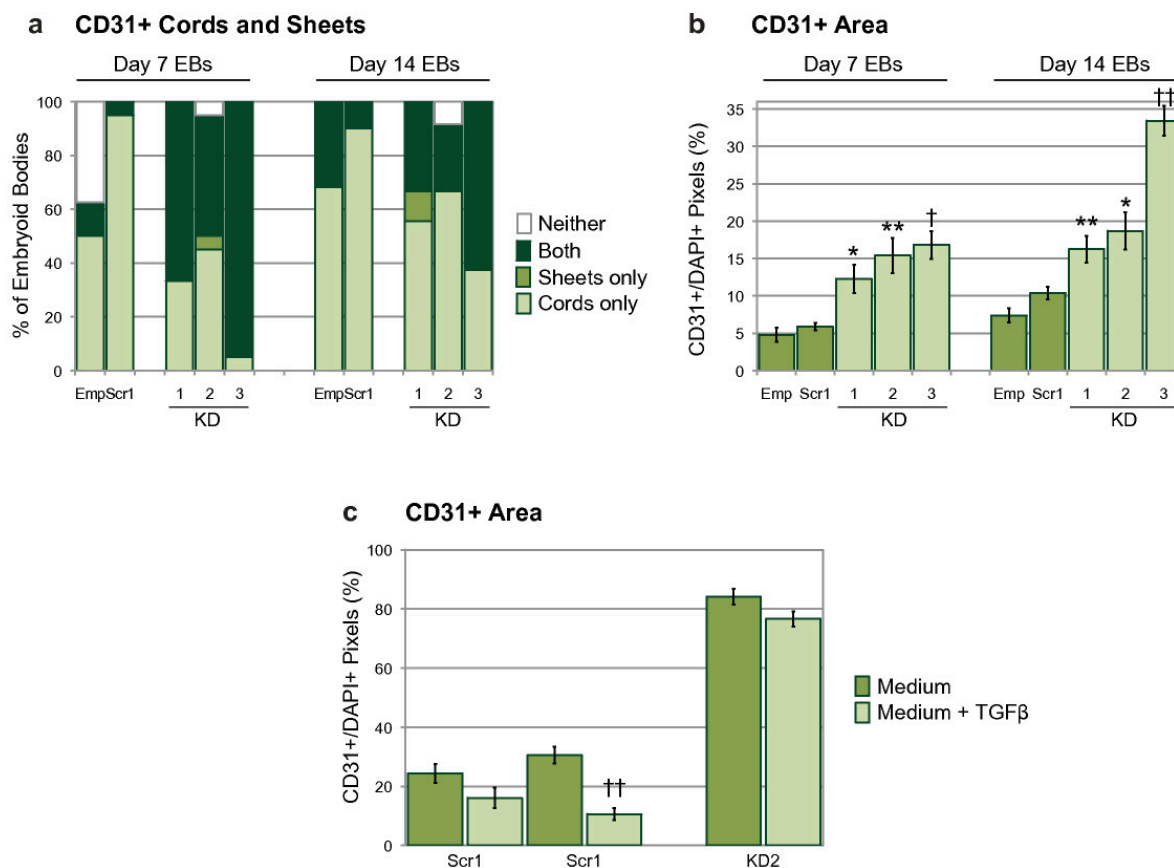 a CD31+ Cords and Sheets
Day 7 EBs Day 14 EBs
% of Embryoid Bodies
100
80
60
40
20
0
EmpScr1 1 2 3 EmpScr1 1 2 3
KD KD
Neither
Both
Sheets only
Cords only
b CD31+ Area
Day 7 EBs Day 14 EBs
CD31+/DAPI+ Pixels (%)
35
30
25
20
15
10
5
0
* ** † ** * ††
Emp Scr1 1 2 3 Emp Scr1 1 2 3
KD KD
c CD31+ Area
CD31+/DAPI+ Pixels (%)
100
80
60
40
20
0
††
Scr1 Scr1 KD2
Medium
Medium + TGFβ